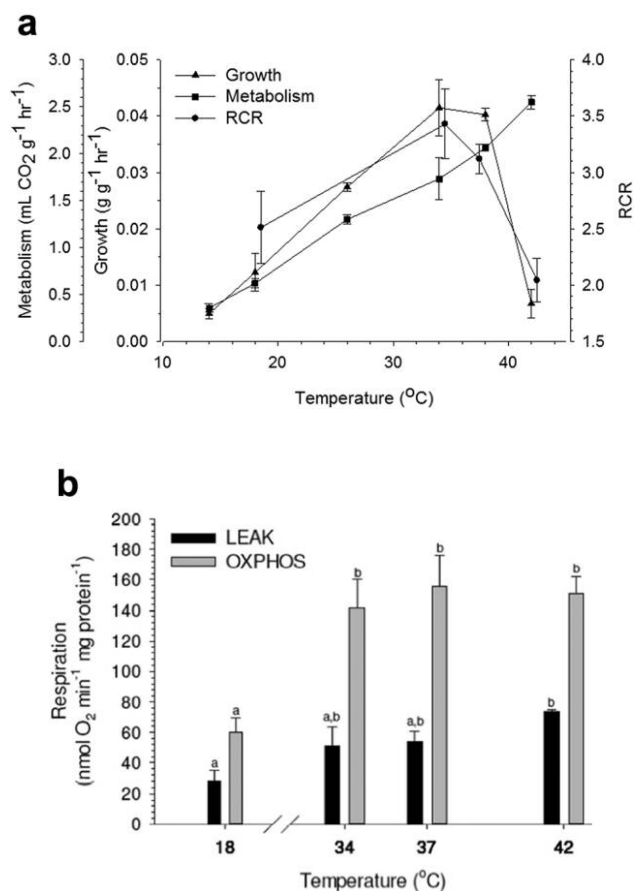 a
Metabolism (mL CO2 g-1 hr-1)
3.0
2.5
2.0
1.5
1.0
0.5
0.0
Growth (g g-1 hr-1)
0.05
0.04
0.03
0.02
0.01
0.00
Growth
Metabolism
RCR
4.0
3.5
3.0
2.5
2.0
1.5
RCR
10 20 30 40
Temperature (OC)
b
LEAK
OXPHOS
Respiration
(nmol O2 min-1 mg protein-1)
200
180
160
140
120
100
80
60
40
20
0
a a a,b b a,b b b b
18 34 37 42
Temperature (OC)